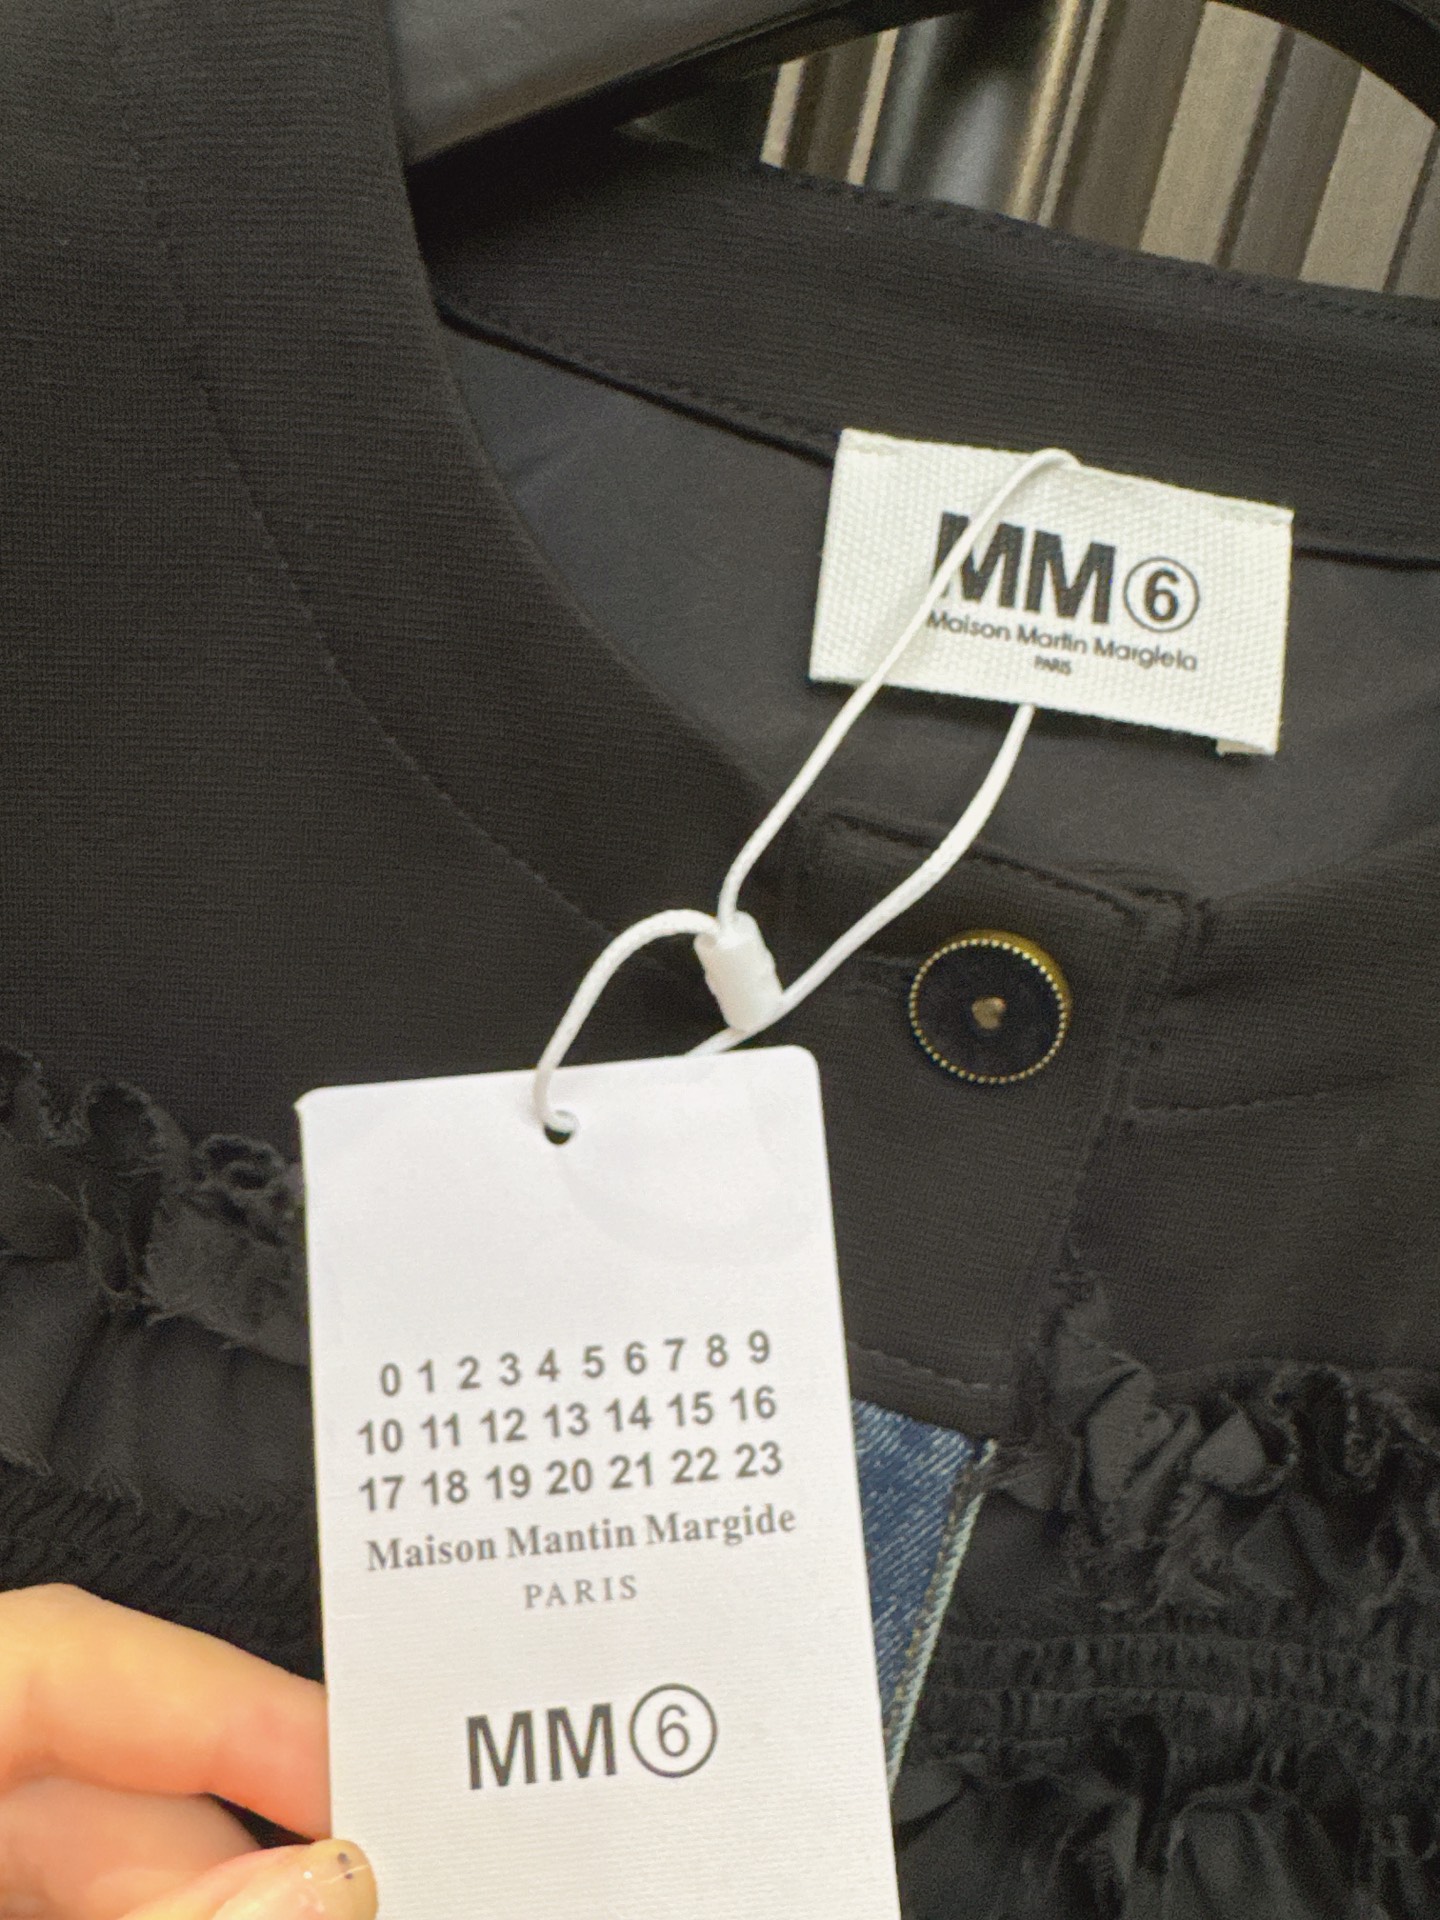 MM⑥
Maison Martin Margiela
PARIS
0 1 2 3 4 5 6 7 8 9
10 11 12 13 14 15 16
17 18 19 20 21 22 23
Maison Mantin Margide
PARIS
MM⑥